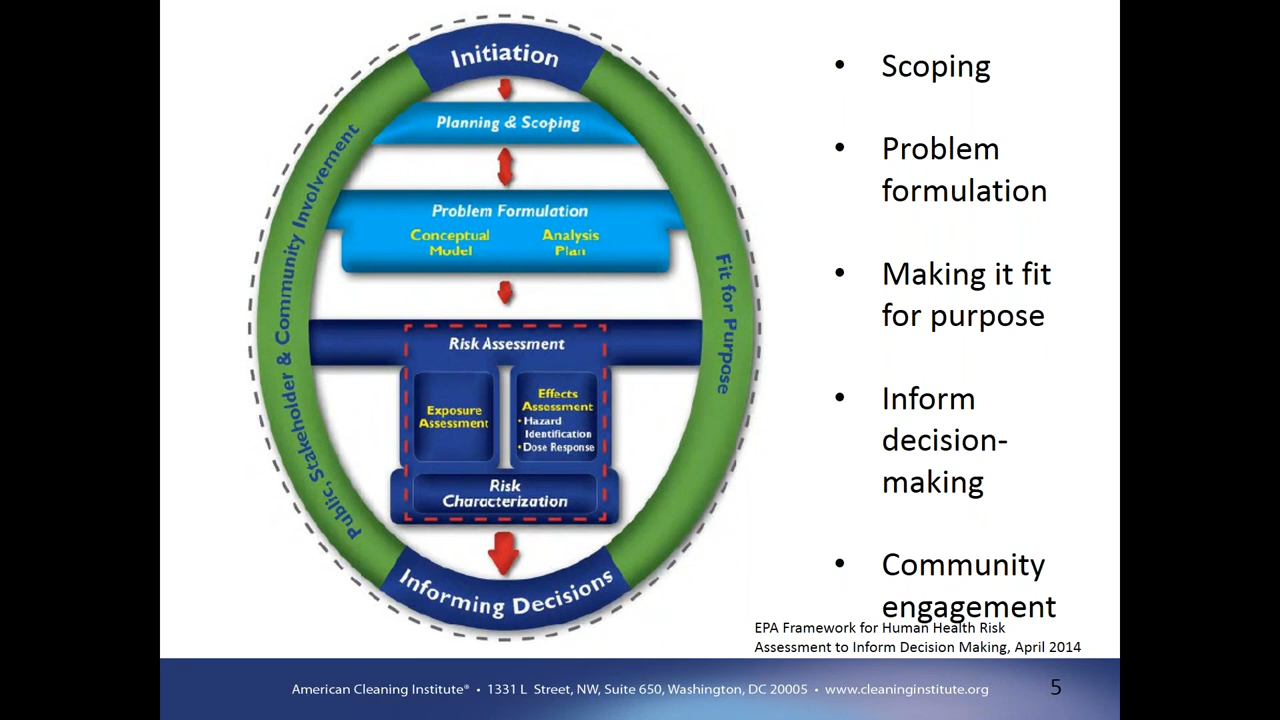 Initiation
Planning & Scoping
Problem Formulation
Conceptual
Model
Analysis
Plan
Risk Assessment
Exposure
Assessment
Effects
Assessment
• Hazard
Identification
• Dose Response
Risk
Characterization
Informing Decisions
Public, Stakeholder & Community Involvement
Fit for Purpose
• Scoping
• Problem
formulation
• Making it fit
for purpose
• Inform
decision-
making
• Community
engagement
EPA Framework for Human Health Risk
Assessment to Inform Decision Making, April 2014
American Cleaning Institute® • 1331 L Street, NW, Suite 650, Washington, DC 20005 • www.cleaninginstitute.org
5